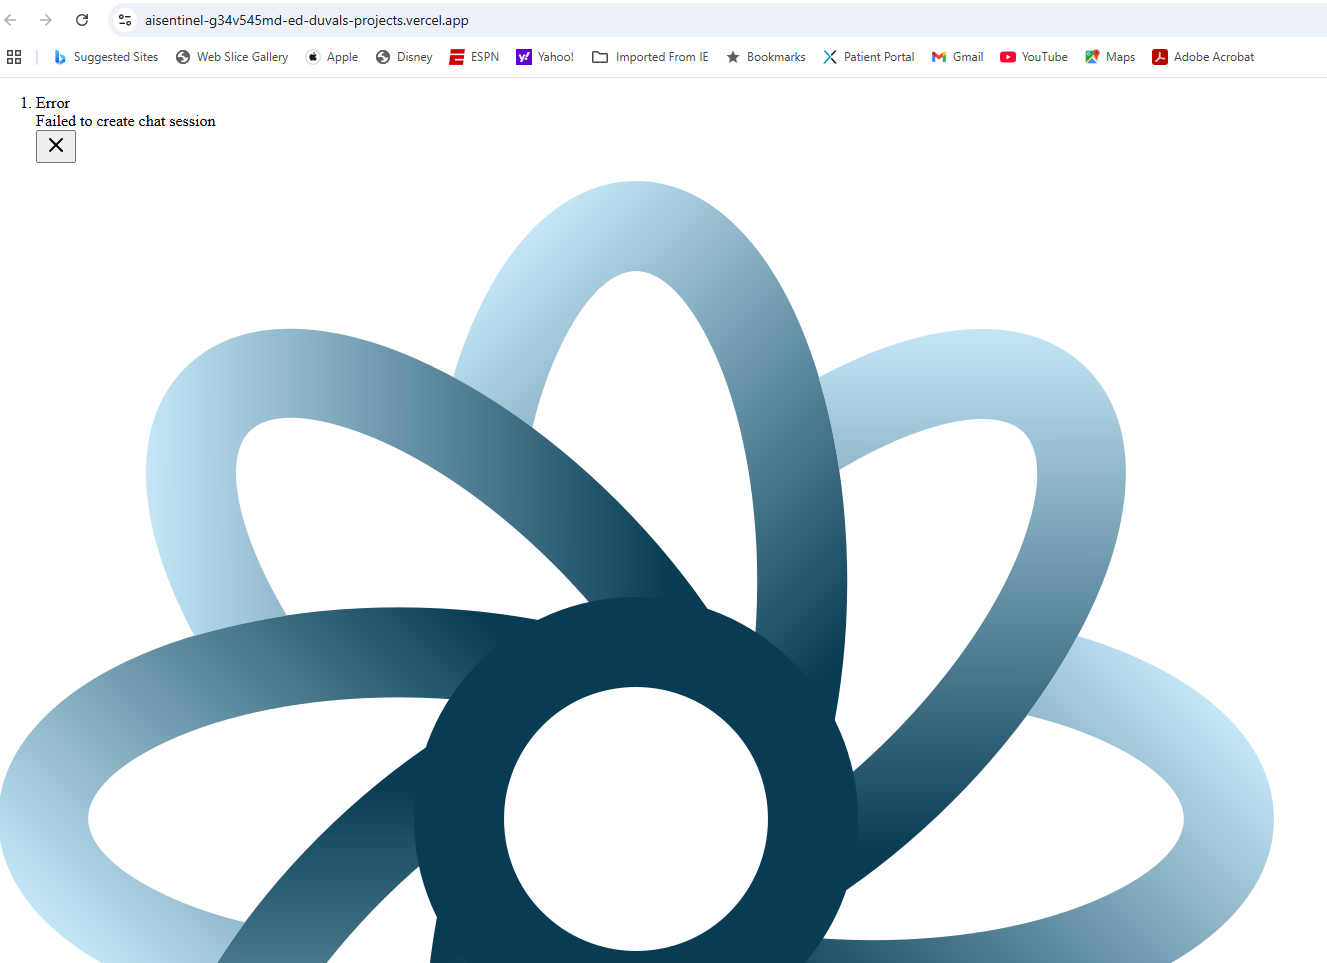 aisentinel-g34v545md-ed-duvals-projects.vercel.app
Suggested Sites Web Slice Gallery Apple Disney ESPN Yahoo! Imported From IE Bookmarks Patient Portal Gmail YouTube Maps Adobe Acrobat
1. Error
Failed to create chat session